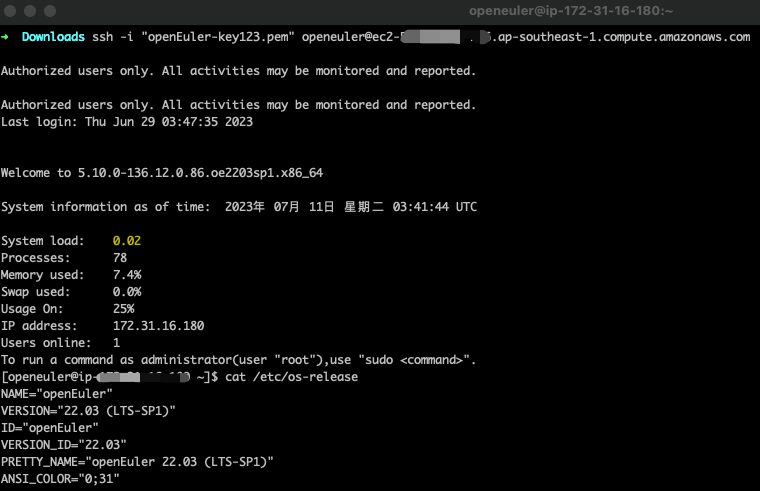 openeuler@ip-172-31-16-180:~
➜ Downloads ssh -i "openEuler-key123.pem" openeuler@ec2- .ap-southeast-1.compute.amazonaws.com
Authorized users only. All activities may be monitored and reported.
Authorized users only. All activities may be monitored and reported.
Last login: Thu Jun 29 03:47:35 2023
Welcome to 5.10.0-136.12.0.86.oe2203sp1.x86_64
System information as of time: 2023年 07月 11日 星期二 03:41:44 UTC
System load: 0.02
Processes: 78
Memory used: 7.4%
Swap used: 0.0%
Usage On: 25%
IP address: 172.31.16.180
Users online: 1
To run a command as administrator(user "root"),use "sudo <command>".
[openeuler@ip- ~]$ cat /etc/os-release
NAME="openEuler"
VERSION="22.03 (LTS-SP1)"
ID="openEuler"
VERSION_ID="22.03"
PRETTY_NAME="openEuler 22.03 (LTS-SP1)"
ANSI_COLOR="0;31"